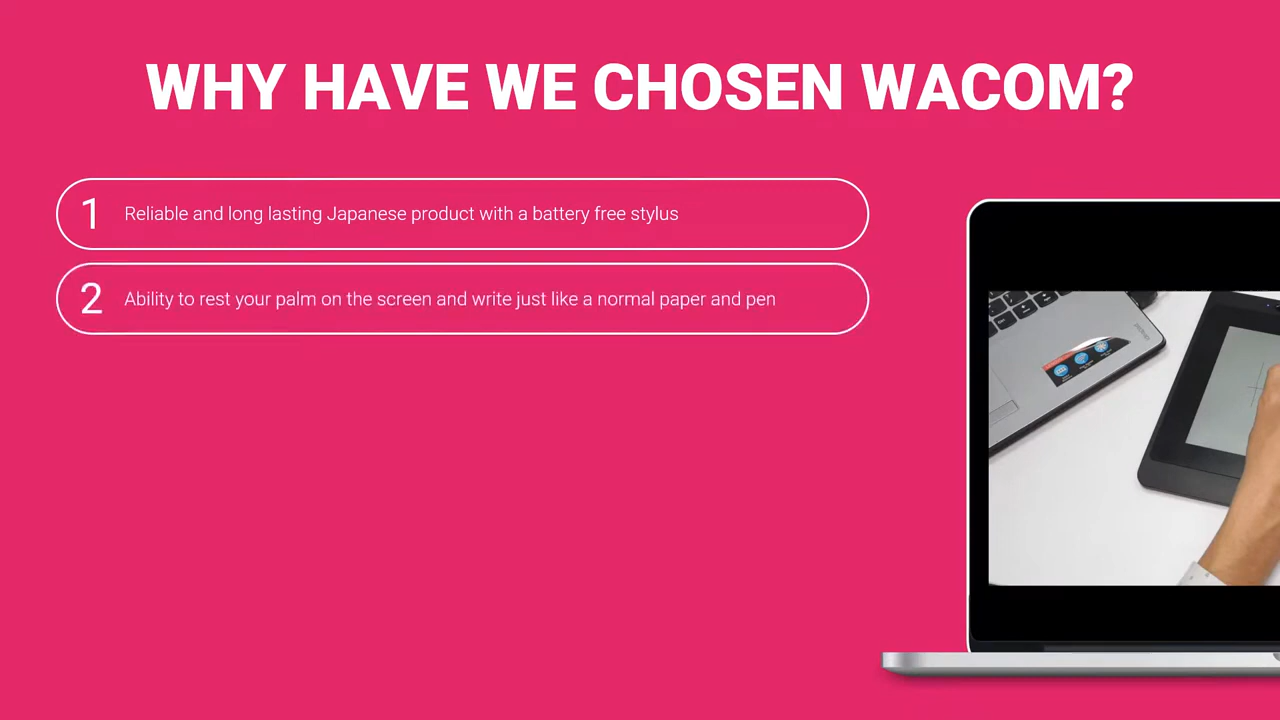 WHY HAVE WE CHOSEN WACOM?
1 Reliable and long lasting Japanese product with a battery free stylus
2 Ability to rest your palm on the screen and write just like a normal paper and pen